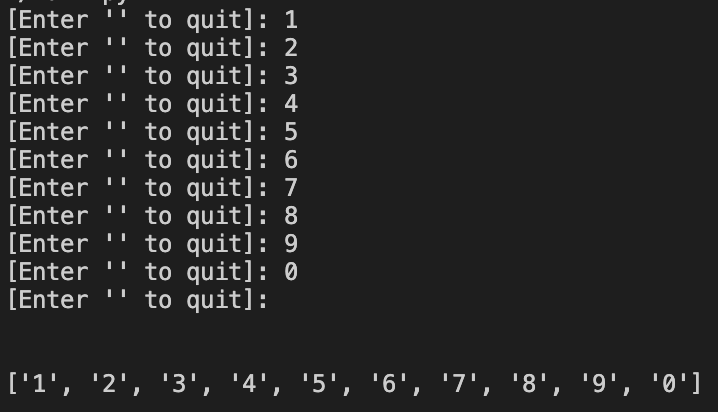 [Enter '' to quit]: 1
[Enter '' to quit]: 2
[Enter '' to quit]: 3
[Enter '' to quit]: 4
[Enter '' to quit]: 5
[Enter '' to quit]: 6
[Enter '' to quit]: 7
[Enter '' to quit]: 8
[Enter '' to quit]: 9
[Enter '' to quit]: 0
[Enter '' to quit]:
['1', '2', '3', '4', '5', '6', '7', '8', '9', '0']